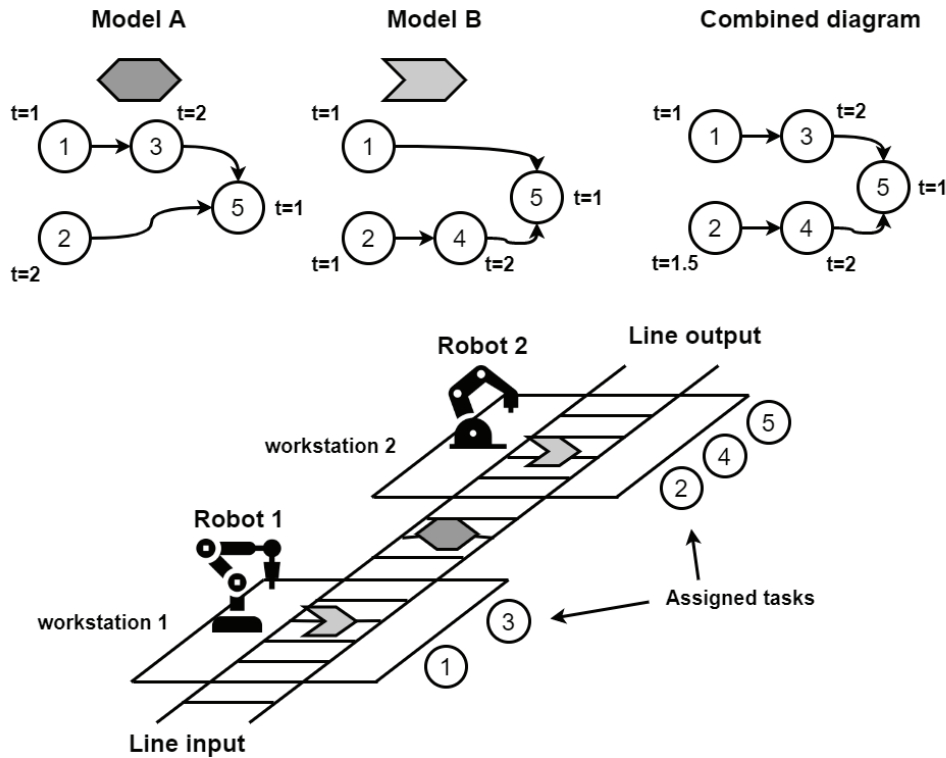 Model A
Model B
Combined diagram
t=1
t=2
1
3
5
t=1
2
t=2
t=1
1
5
t=1
2
4
t=1
t=2
t=1
t=2
1
3
5
t=1
2
4
t=1.5
t=2
Line output
Robot 2
workstation 2
5
4
2
Robot 1
Assigned tasks
workstation 1
3
1
Line input